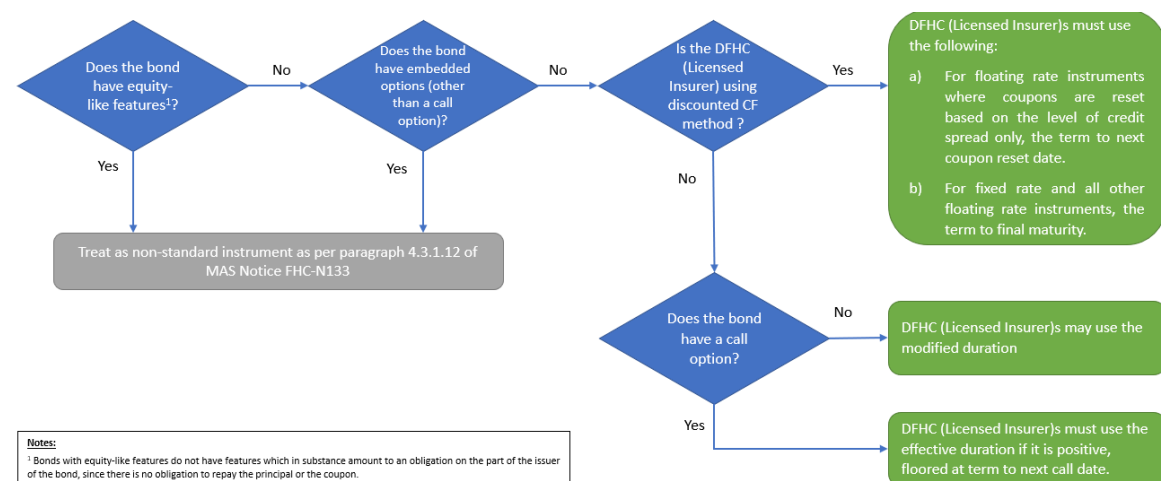 Does the bond
have equity-
like features¹?
No
Does the bond
have embedded
options (other
than a call
option)?
No
Is the DFHC
(Licensed
Insurer) using
discounted CF
method ?
Yes
DFHC (Licensed Insurer)s must use
the following:
a) For floating rate instruments
where coupons are reset
based on the level of credit
spread only, the term to next
coupon reset date.
b) For fixed rate and all other
floating rate instruments, the
term to final maturity.
Yes
Yes
No
Treat as non-standard instrument as per paragraph 4.3.1.12 of
MAS Notice FHC-N133
Does the bond
have a call
option?
No
DFHC (Licensed Insurer)s may use the
modified duration
Yes
DFHC (Licensed Insurer)s must use the
effective duration if it is positive,
floored at term to next call date.
Notes:
¹ Bonds with equity-like features do not have features which in substance amount to an obligation on the part of the issuer
of the bond, since there is no obligation to repay the principal or the coupon.